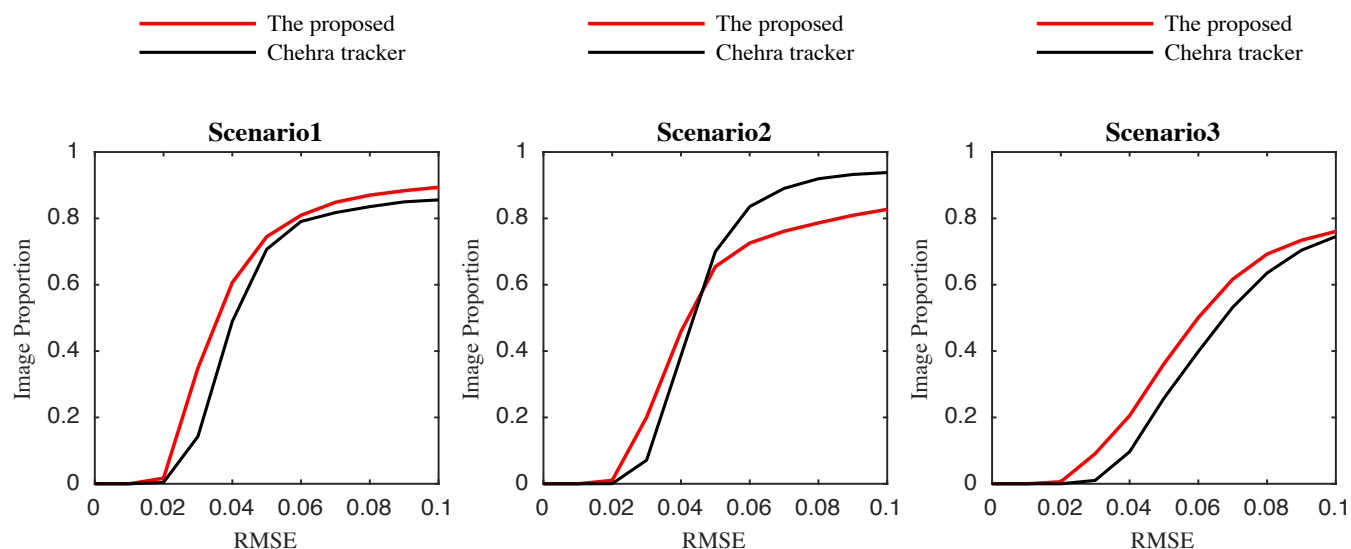 The proposed
Chehra tracker
Scenario1
1
0.8
0.6
0.4
0.2
0
Image Proportion
0 0.02 0.04 0.06 0.08 0.1
RMSE
The proposed
Chehra tracker
Scenario2
1
0.8
0.6
0.4
0.2
0
Image Proportion
0 0.02 0.04 0.06 0.08 0.1
RMSE
The proposed
Chehra tracker
Scenario3
1
0.8
0.6
0.4
0.2
0
Image Proportion
0 0.02 0.04 0.06 0.08 0.1
RMSE